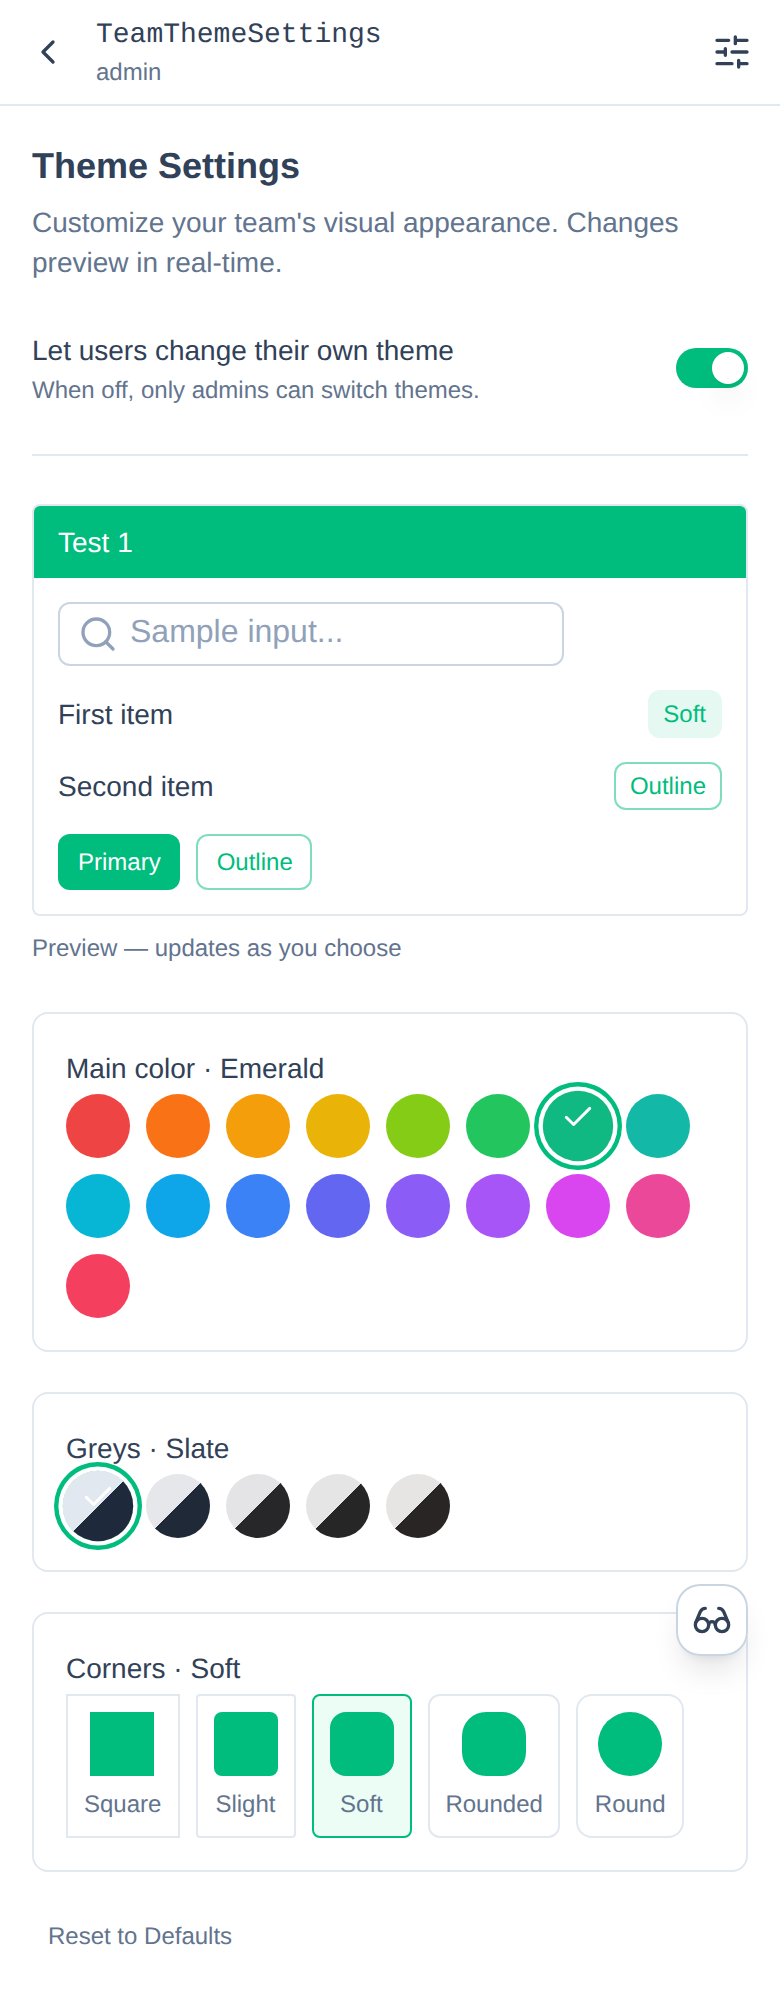 TeamThemeSettings
admin
Theme Settings
Customize your team's visual appearance. Changes
preview in real-time.
Let users change their own theme
When off, only admins can switch themes.
Test 1
Sample input...
First item
Soft
Second item
Outline
Primary
Outline
Preview — updates as you choose
Main color · Emerald
Greys · Slate
Corners · Soft
Square
Slight
Soft
Rounded
Round
Reset to Defaults